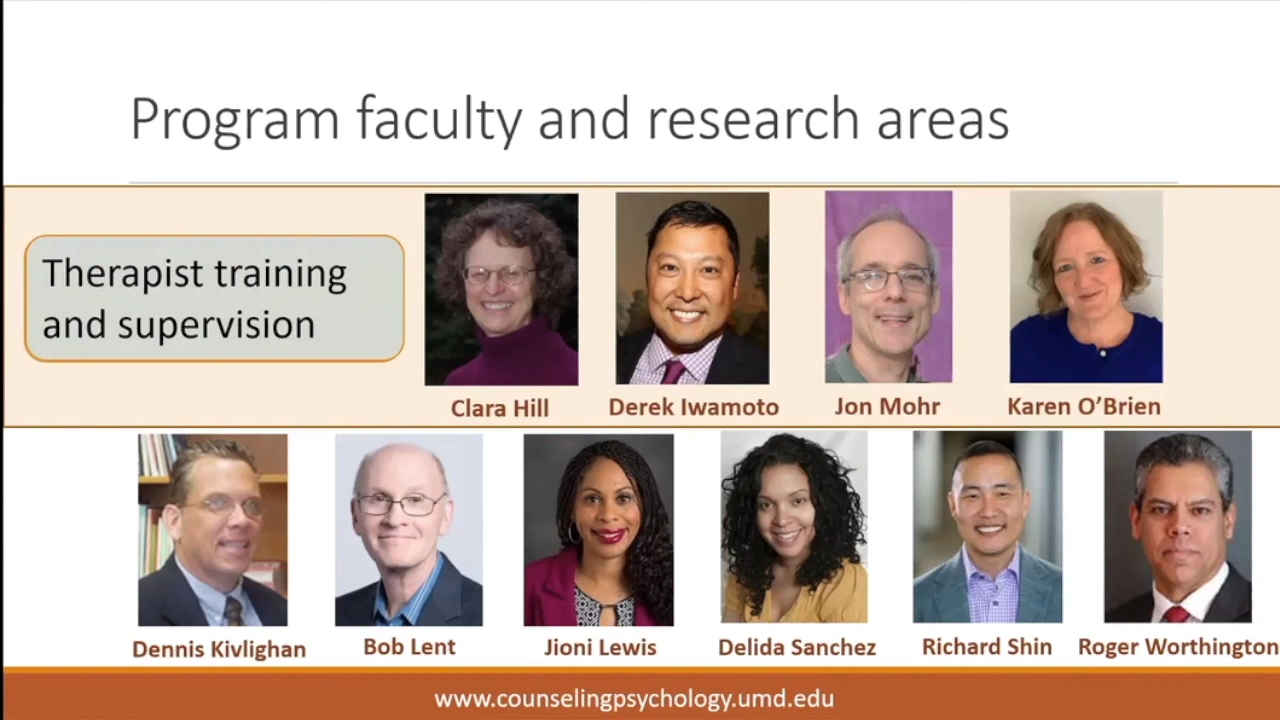 Program faculty and research areas
Therapist training
and supervision
Clara Hill
Derek Iwamoto
Jon Mohr
Karen O’Brien
Dennis Kivlighan
Bob Lent
Jioni Lewis
Delida Sanchez
Richard Shin
Roger Worthington
www.counselingpsychology.umd.edu